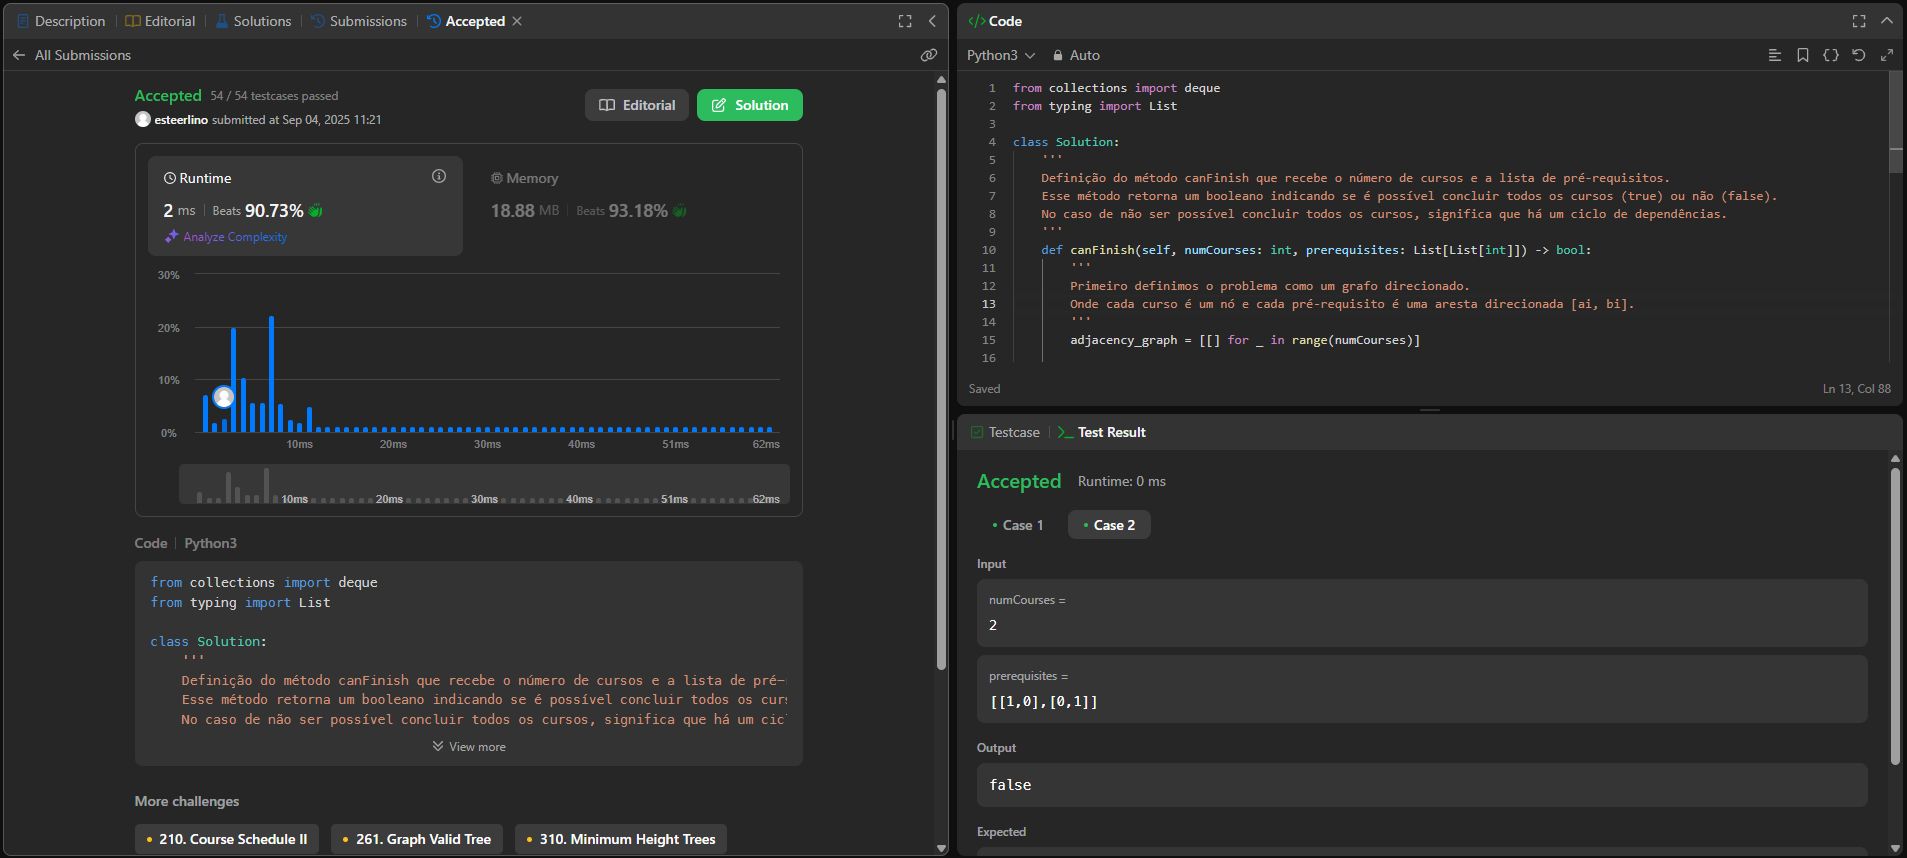 Description
Editorial
Solutions
Submissions
Accepted
All Submissions
Accepted 54 / 54 testcases passed
esteerlino submitted at Sep 04, 2025 11:21
Editorial
Solution
Runtime
2 ms Beats 90.73%
Analyze Complexity
Memory
18.88 MB Beats 93.18%
30%
20%
10%
0%
10ms 20ms 30ms 40ms 51ms 62ms
10ms 20ms 30ms 40ms 51ms 62ms
Code Python3
from collections import deque
from typing import List
class Solution:
'''
Definição do método canFinish que recebe o número de cursos e a lista de pré-
Esse método retorna um booleano indicando se é possível concluir todos os curs
No caso de não ser possível concluir todos os cursos, significa que há um cicl
View more
More challenges
210. Course Schedule II
261. Graph Valid Tree
310. Minimum Height Trees
</> Code
Python3 Auto
1 from collections import deque
2 from typing import List
3
4 class Solution:
5 '''
6 Definição do método canFinish que recebe o número de cursos e a lista de pré-requisitos.
7 Esse método retorna um booleano indicando se é possível concluir todos os cursos (true) ou não (false).
8 No caso de não ser possível concluir todos os cursos, significa que há um ciclo de dependências.
9 '''
10 def canFinish(self, numCourses: int, prerequisites: List[List[int]]) -> bool:
11 '''
12 Primeiro definimos o problema como um grafo direcionado.
13 Onde cada curso é um nó e cada pré-requisito é uma aresta direcionada [ai, bi].
14 '''
15 adjacency_graph = [[] for _ in range(numCourses)]
16
Saved
Ln 13, Col 88
Testcase
Test Result
Accepted Runtime: 0 ms
Case 1
Case 2
Input
numCourses =
2
prerequisites =
[[1,0],[0,1]]
Output
false
Expected